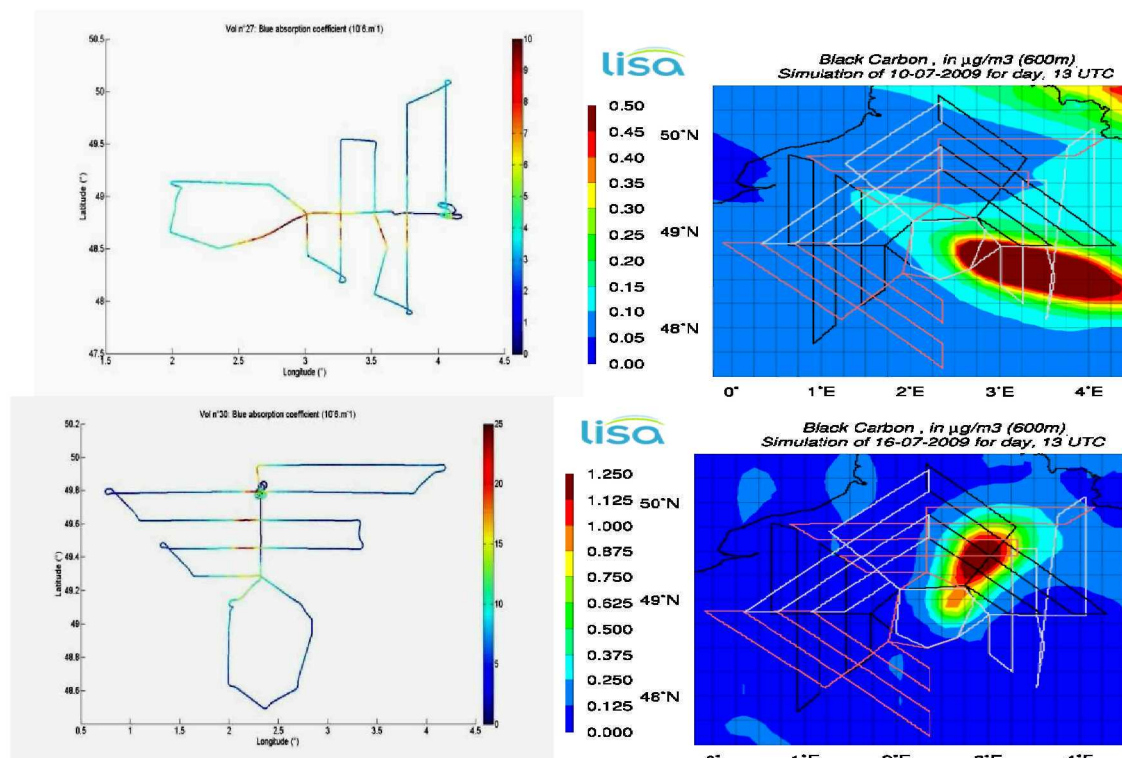 Vol n°27: Blue absorption coefficient (10^6.m^1)
50.5
50
49.5
49
48.5
48
47.5
Latitude (°)
1.5 2 2.5 3 3.5 4 4.5
Longitude (°)
10
9
8
7
6
5
4
3
2
1
0
lisa
Black Carbon , in µg/m3 (600m)
Simulation of 10-07-2009 for day, 13 UTC
0.50
0.45
0.40
0.35
0.30
0.25
0.20
0.15
0.10
0.05
0.00
50°N
49°N
48°N
0° 1°E 2°E 3°E 4°E
Vol n°30: Blue absorption coefficient (10^6.m^1)
50.2
50
49.8
49.6
49.4
49.2
49
48.8
48.6
Latitude (°)
0.5 1 1.5 2 2.5 3 3.5 4 4.5
Longitude (°)
25
20
15
10
5
0
lisa
Black Carbon , in µg/m3 (600m)
Simulation of 16-07-2009 for day, 13 UTC
1.250
1.125
1.000
0.875
0.750
0.625
0.500
0.375
0.250
0.125
0.000
50°N
49°N
48°N